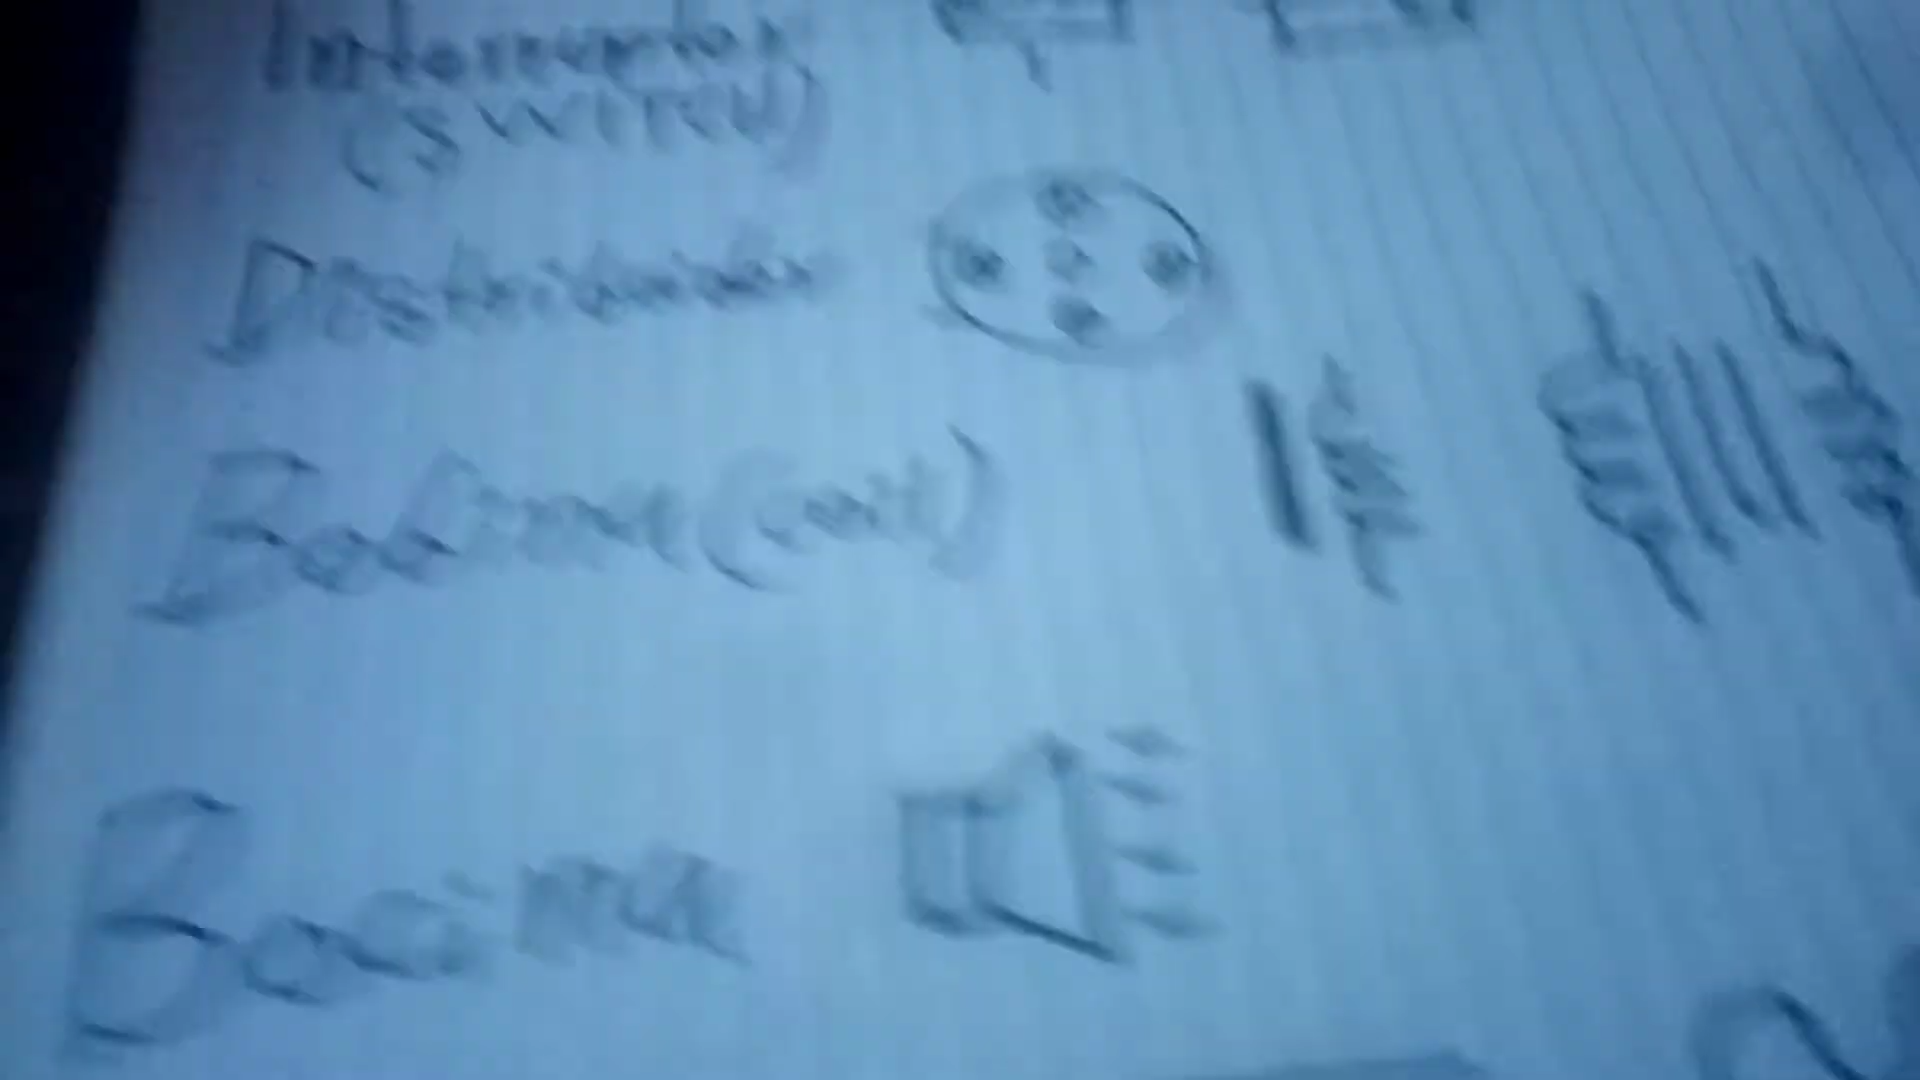 Interruptor
(SWITCH)
Distribuidor
Bobina (coil)
Bocina